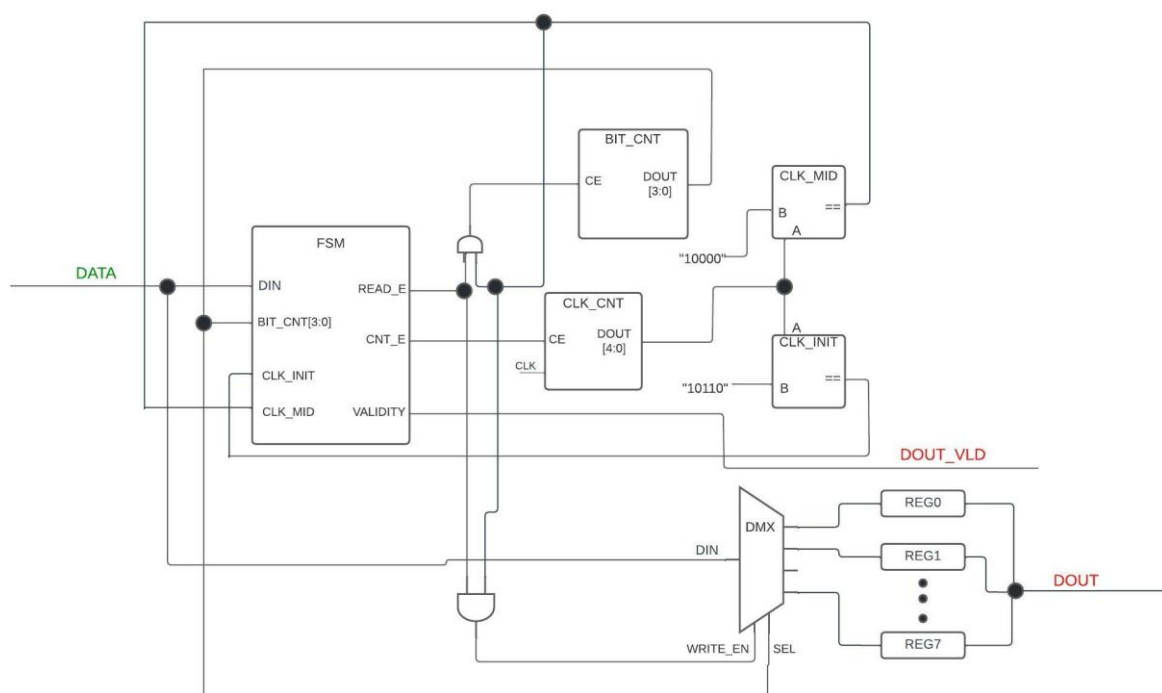 BIT_CNT
CE
DOUT
[3:0]
CLK_MID
==
B
A
"10000"
FSM
DATA
DIN
READ_E
BIT_CNT[3:0]
CNT_E
CLK_INIT
CLK_MID
VALIDITY
CLK_CNT
CE
DOUT
[4:0]
CLK
A
CLK_INIT
==
"10110"
B
DOUT_VLD
DMX
DIN
WRITE_EN
SEL
REG0
REG1
REG7
DOUT